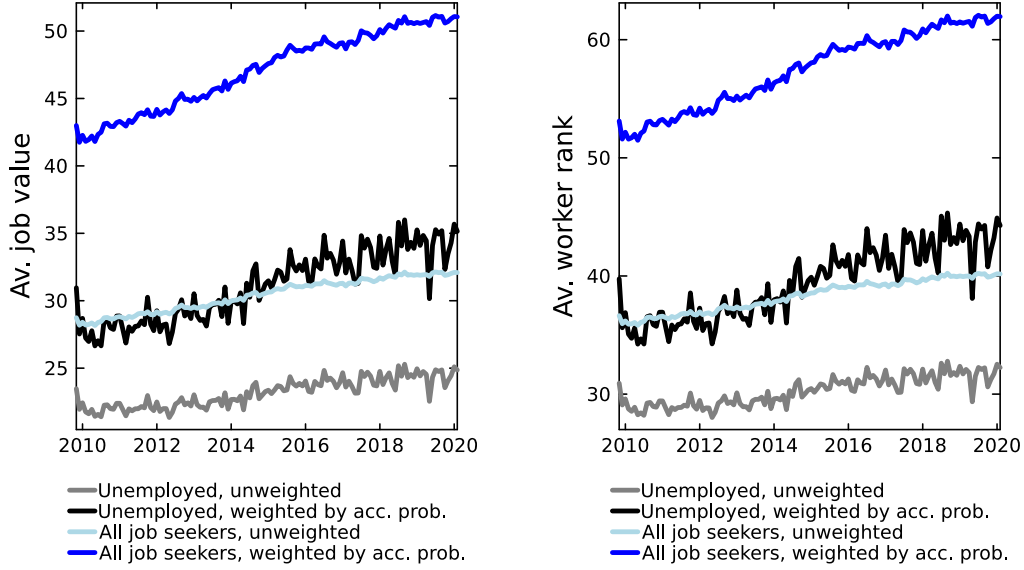 50
45
40
35
30
25
Av. job value
2010 2012 2014 2016 2018 2020
Unemployed, unweighted
Unemployed, weighted by acc. prob.
All job seekers, unweighted
All job seekers, weighted by acc. prob.
60
50
40
30
Av. worker rank
2010 2012 2014 2016 2018 2020
Unemployed, unweighted
Unemployed, weighted by acc. prob.
All job seekers, unweighted
All job seekers, weighted by acc. prob.